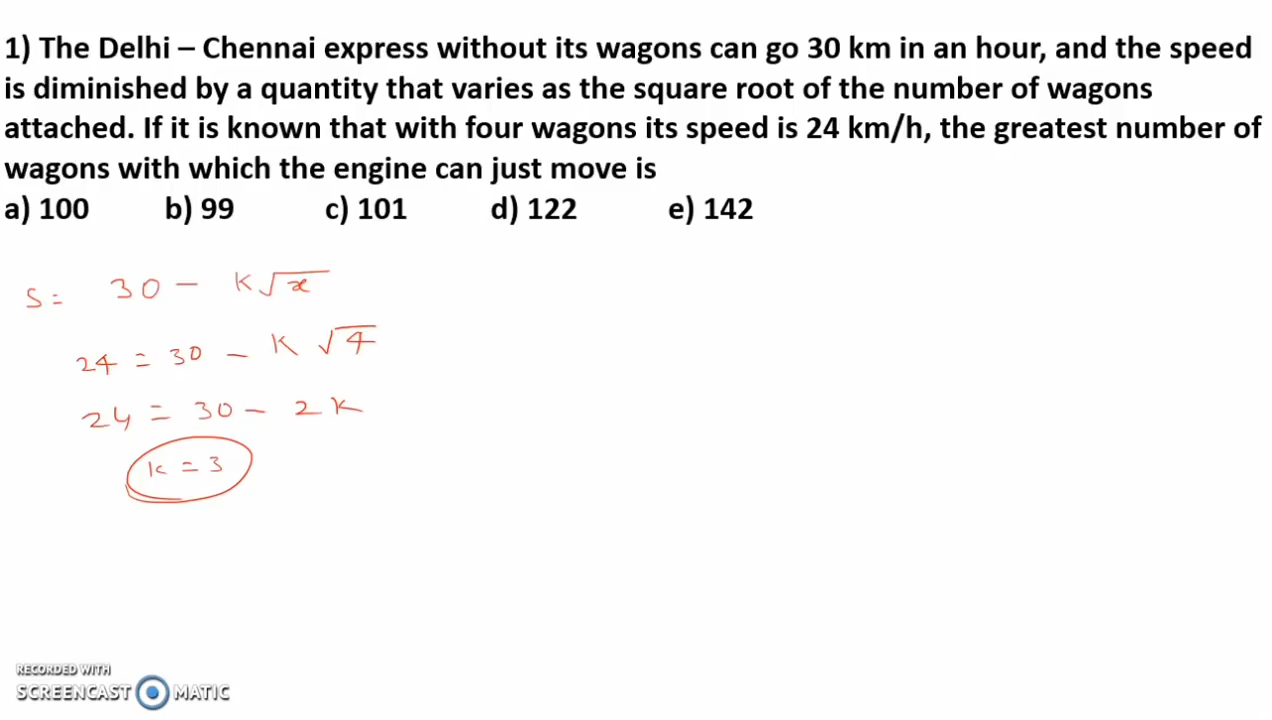 1) The Delhi – Chennai express without its wagons can go 30 km in an hour, and the speed
is diminished by a quantity that varies as the square root of the number of wagons
attached. If it is known that with four wagons its speed is 24 km/h, the greatest number of
wagons with which the engine can just move is
a) 100 b) 99 c) 101 d) 122 e) 142
S = 30 - K√x
24 = 30 - K √4
24 = 30 - 2K
K = 3
RECORDED WITH
SCREENCAST MATIC